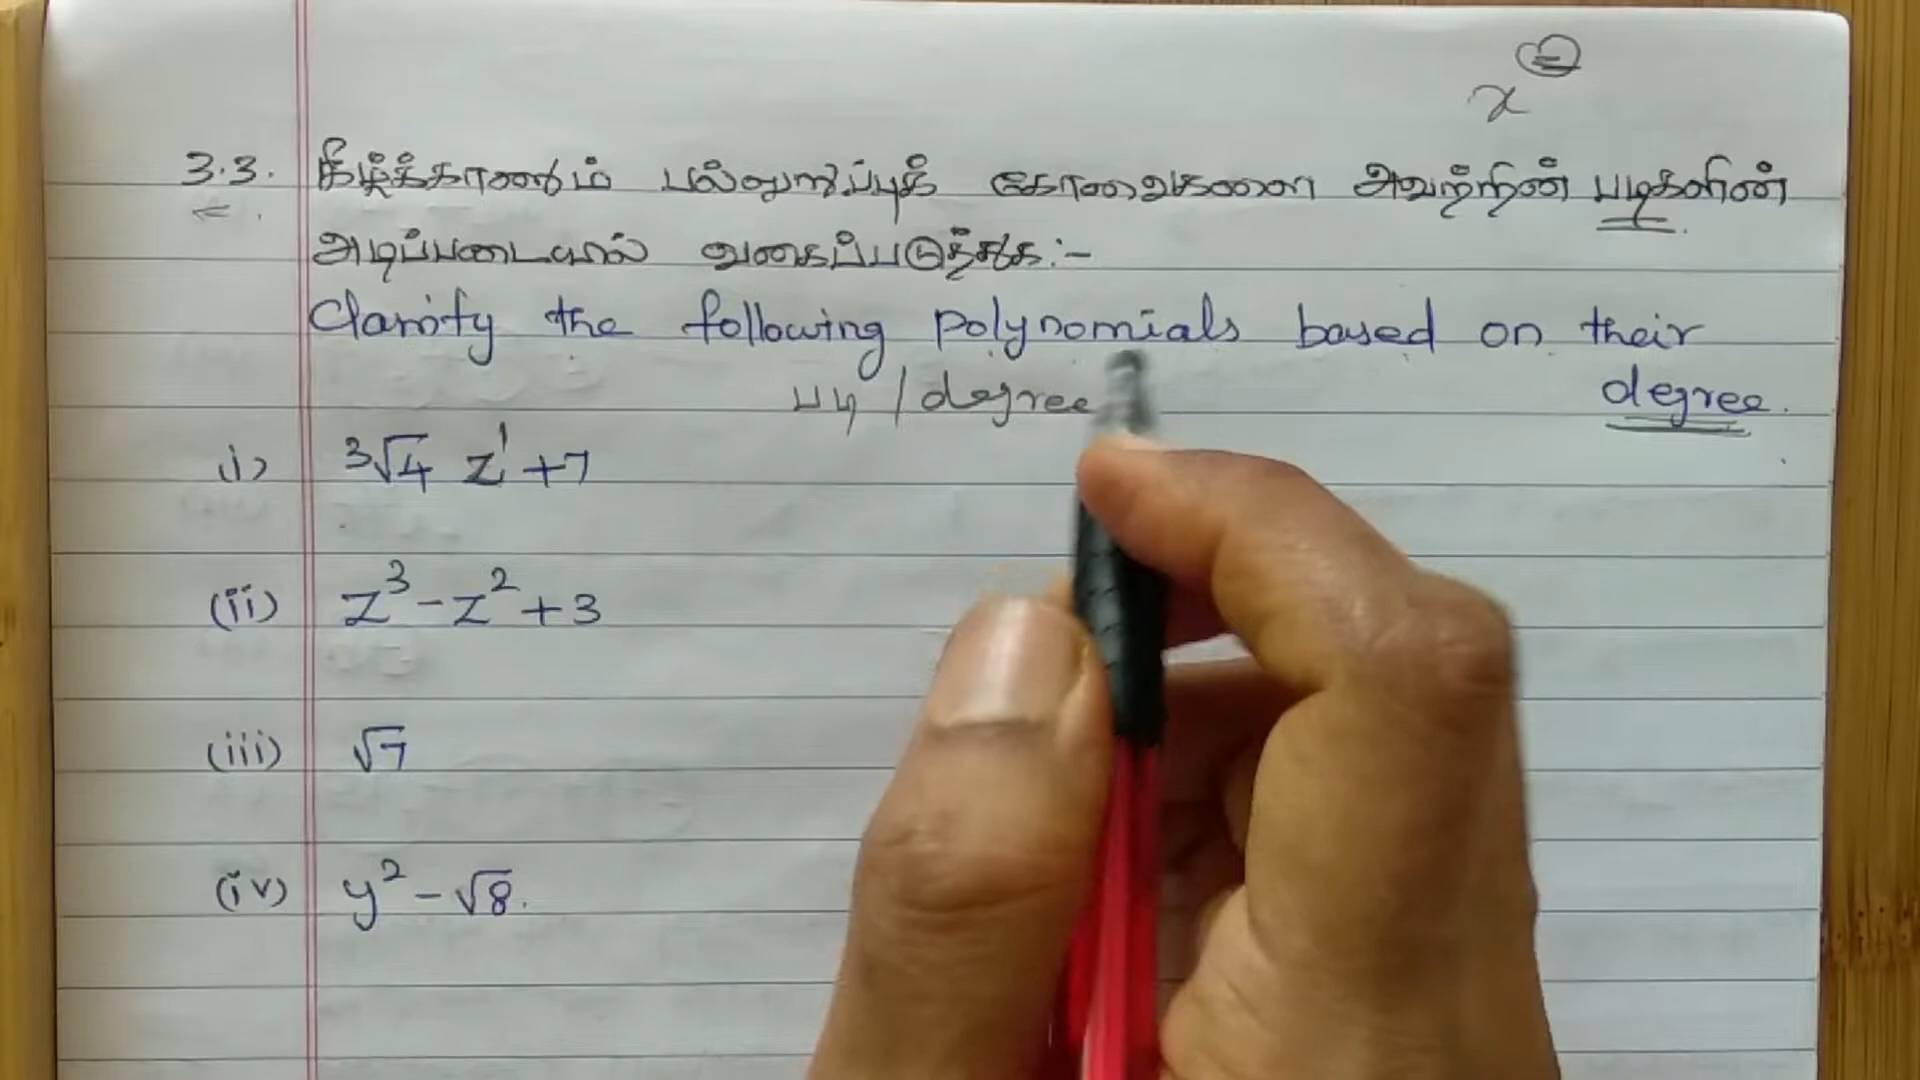 x
3.3. கீழ்க்காணும் பல்லுறுப்புக் கோவைகளை அவற்றின் படிகளின்
அடிப்படையில் வகைப்படுத்துக:-
Clarify the following polynomials based on their
degree.
படி / degree
(i) ³√4 z¹ +7
(ii) z³ - z² + 3
(iii) √7
(iv) y² - √8.